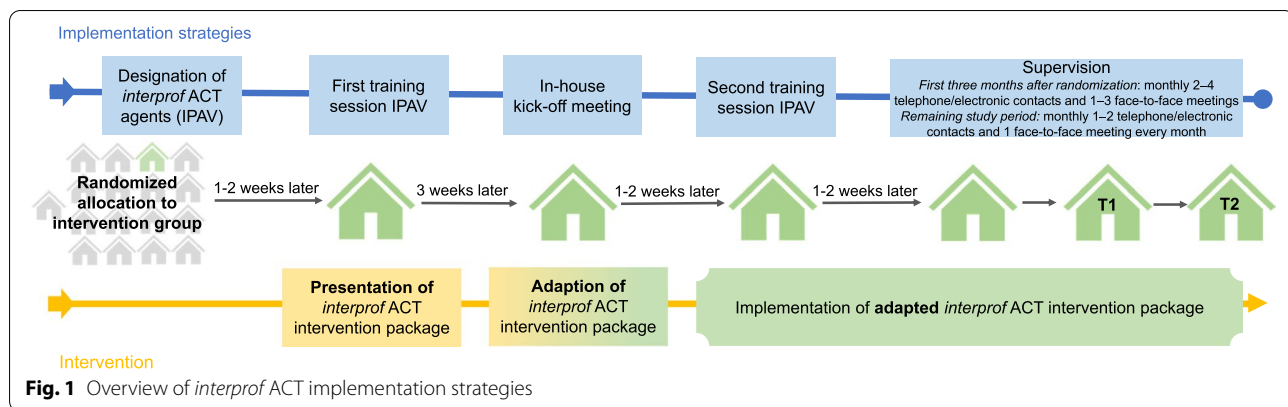 Implementation strategies
Designation of
interprof ACT
agents (IPAV)
First training
session IPAV
In-house
kick-off meeting
Second training
session IPAV
Supervision
First three months after randomization: monthly 2–4
telephone/electronic contacts and 1–3 face-to-face meetings
Remaining study period: monthly 1–2 telephone/electronic
contacts and 1 face-to-face meeting every month
Randomized
allocation to
intervention group
1-2 weeks later
3 weeks later
1-2 weeks later
1-2 weeks later
T1
T2
Presentation of
interprof ACT
intervention package
Adaption of
interprof ACT
intervention package
Implementation of adapted interprof ACT intervention package
Intervention
Fig. 1 Overview of interprof ACT implementation strategies